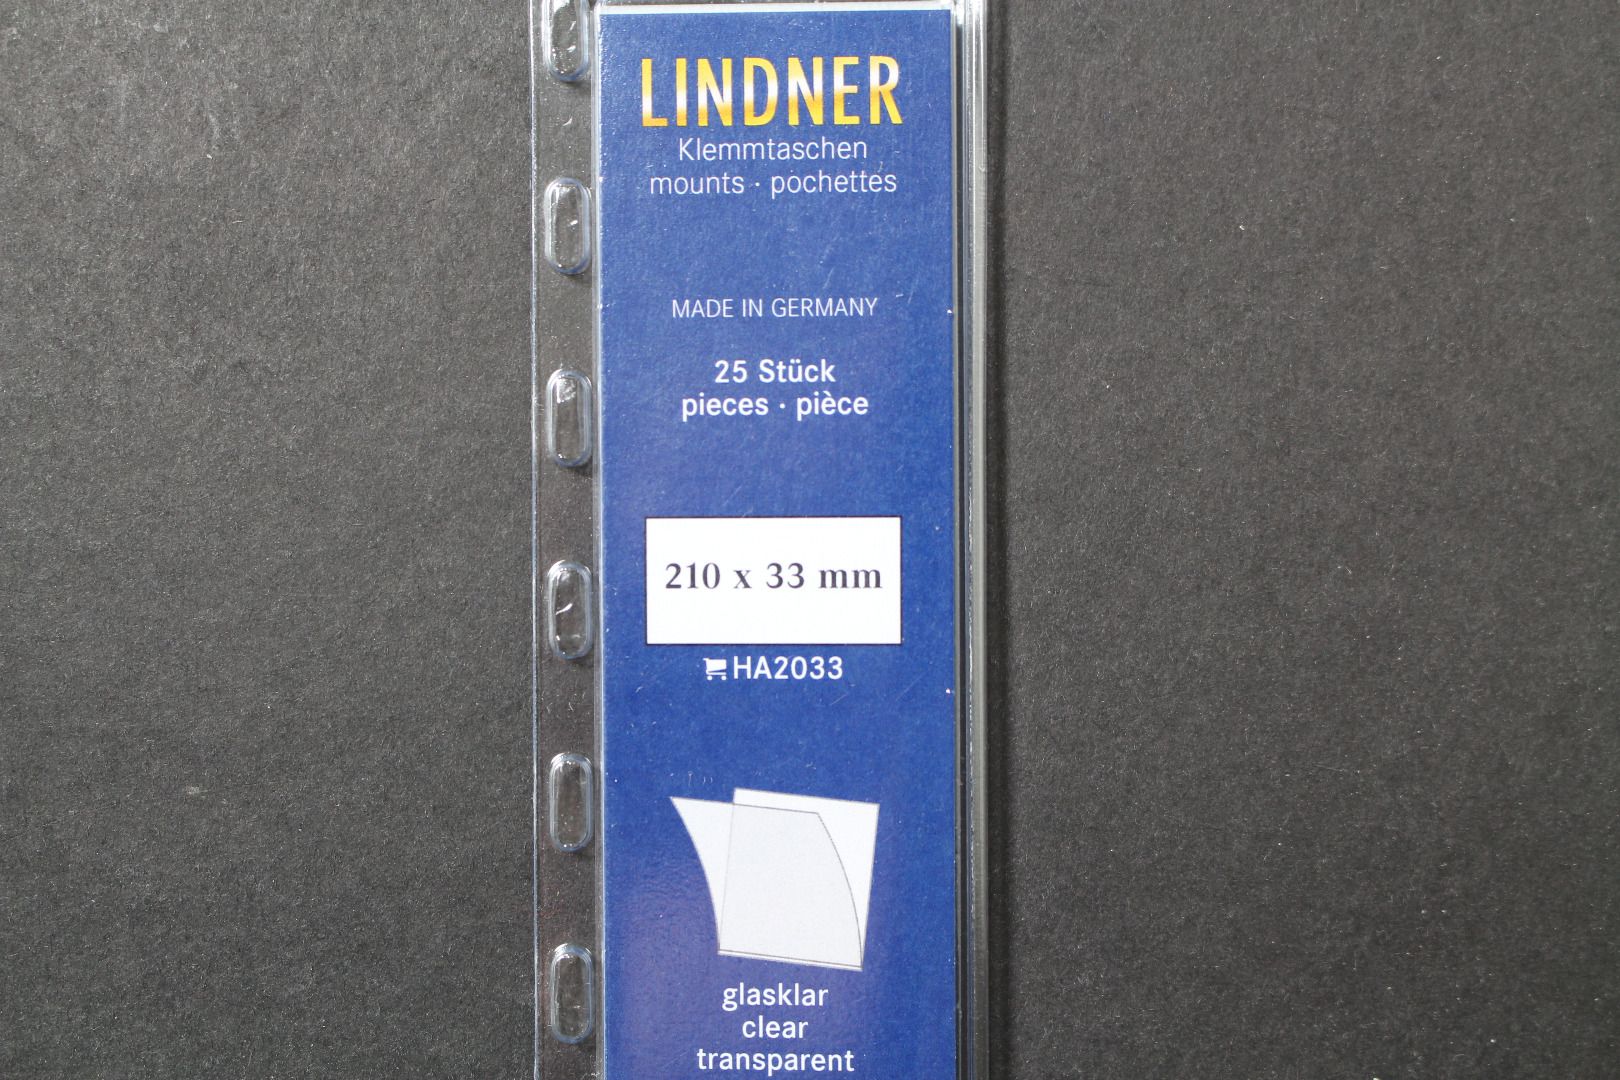 LINDNER
Klemmtaschen
mounts · pochettes
MADE IN GERMANY
25 Stück
pieces · pièce
210 x 33 mm
HA2033
glasklar
clear
transparent